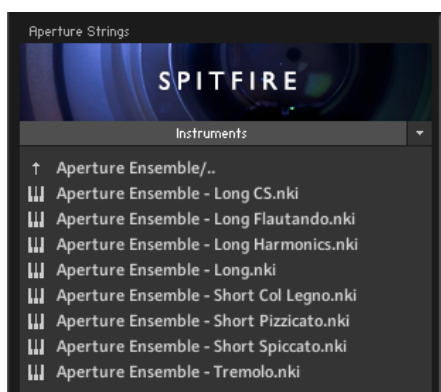 Aperture Strings
SPITFIRE
Instruments
Aperture Ensemble/..
Aperture Ensemble - Long CS.nki
Aperture Ensemble - Long Flautando.nki
Aperture Ensemble - Long Harmonics.nki
Aperture Ensemble - Long.nki
Aperture Ensemble - Short Col Legno.nki
Aperture Ensemble - Short Pizzicato.nki
Aperture Ensemble - Short Spiccato.nki
Aperture Ensemble - Tremolo.nki